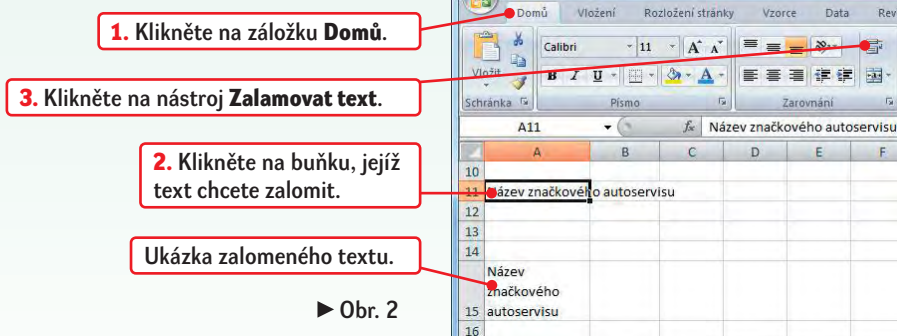 1. Klikněte na záložku Domů.
3. Klikněte na nástroj Zalamovat text.
2. Klikněte na buňku, jejíž
text chcete zalomit.
Ukázka zalomeného textu.
►Obr. 2
Domů Vložení Rozložení stránky Vzorce Data Rev
Vložit
Calibri 11 A A
B I U A
Schránka Písmo Zarovnání
A11 fx Název značkového autoservisu
A B C D E F
10
11 Název značkového autoservisu
12
13
14
Název
značkového
15 autoservisu
16